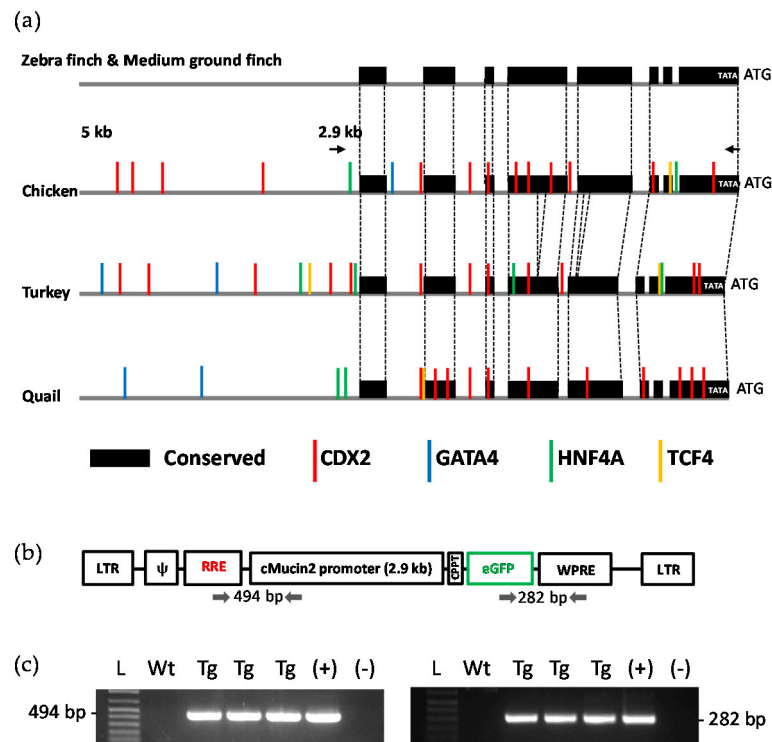 (a)
Zebra finch & Medium ground finch
TATA ATG
5 kb 2.9 kb
Chicken TATA ATG
Turkey TATA ATG
Quail TATA ATG
Conserved CDX2 GATA4 HNF4A TCF4
(b)
LTR ψ RRE cMucin2 promoter (2.9 kb) CPPT eGFP WPRE LTR
494 bp 282 bp
(c)
L Wt Tg Tg Tg (+) (-) L Wt Tg Tg Tg (+) (-)
494 bp 282 bp